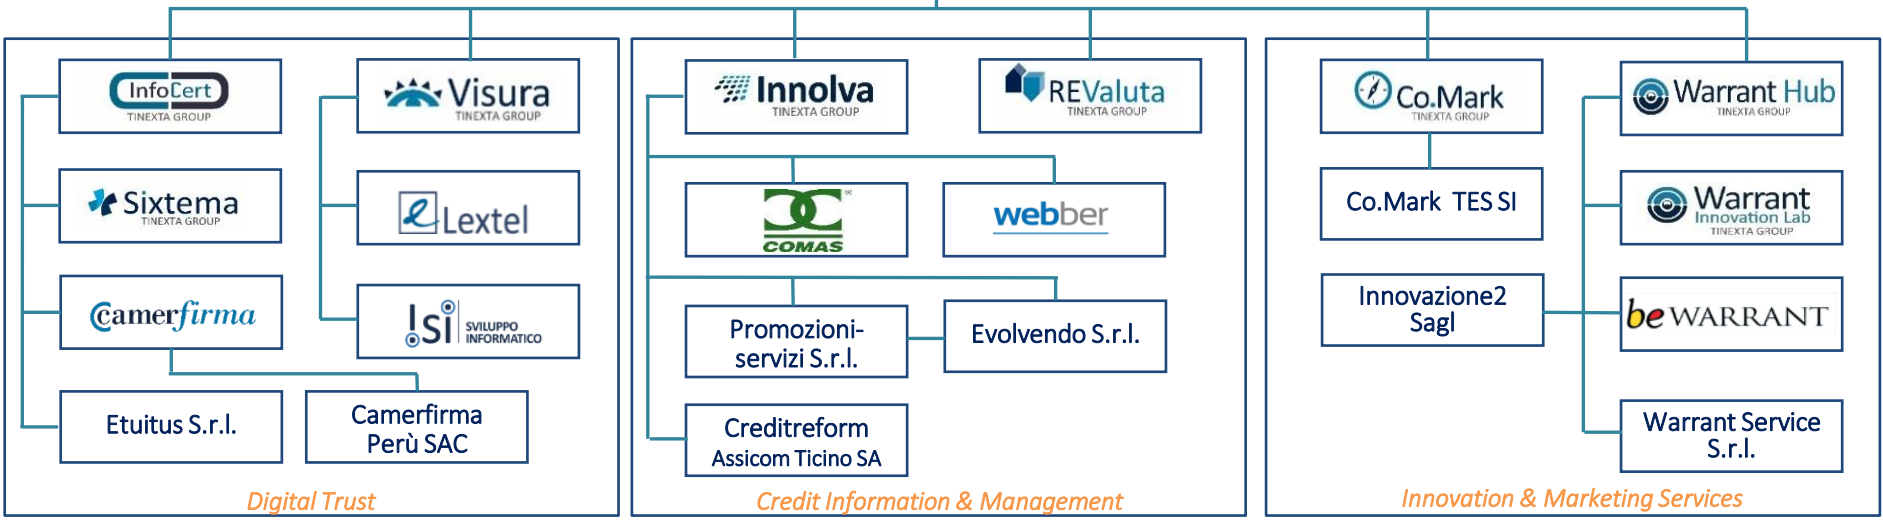 InfoCert
TINEXTA GROUP
Visura
TINEXTA GROUP
Sixtema
TINEXTA GROUP
Lextel
Camerfirma
Isi
SVILUPPO
INFORMATICO
Etuitus S.r.l.
Camerfirma
Perù SAC
Digital Trust
Innolva
TINEXTA GROUP
REValuta
TINEXTA GROUP
COMAS
webber
Promozioni-
servizi S.r.l.
Evolvendo S.r.l.
Creditreform
Assicom Ticino SA
Credit Information & Management
Co.Mark
TINEXTA GROUP
Warrant Hub
TINEXTA GROUP
Co.Mark TES SI
Warrant
Innovation Lab
TINEXTA GROUP
Innovazione2
Sagl
be WARRANT
Warrant Service
S.r.l.
Innovation & Marketing Services